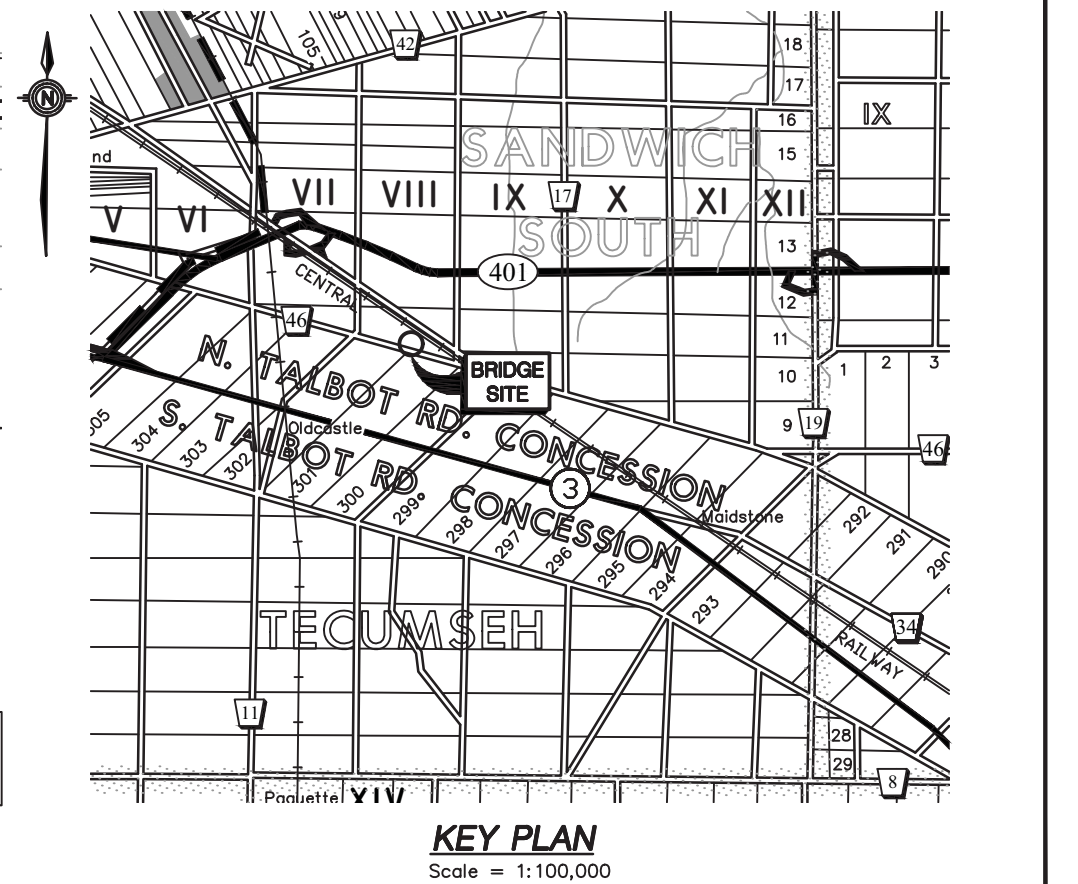 18
42
105
17
N
IX
16
SANDWICH
15
nd
VII
VIII
IX
17
X
XI
XII
V
VI
SOUTH
13
401
CENTRAL
12
46
11
N. TALBOT RD. CONCESSION
BRIDGE
SITE
10
1
2
3
9
19
46
305
304
303
302
301
300
299
298
297
296
295
294
293
S. TALBOT RD CONCESSION
Oldcastle
3
Maidstone
292
291
290
TECUMSEH
34
RAILWAY
11
28
29
8
Paquette
XIV
KEY PLAN
Scale = 1:100,000